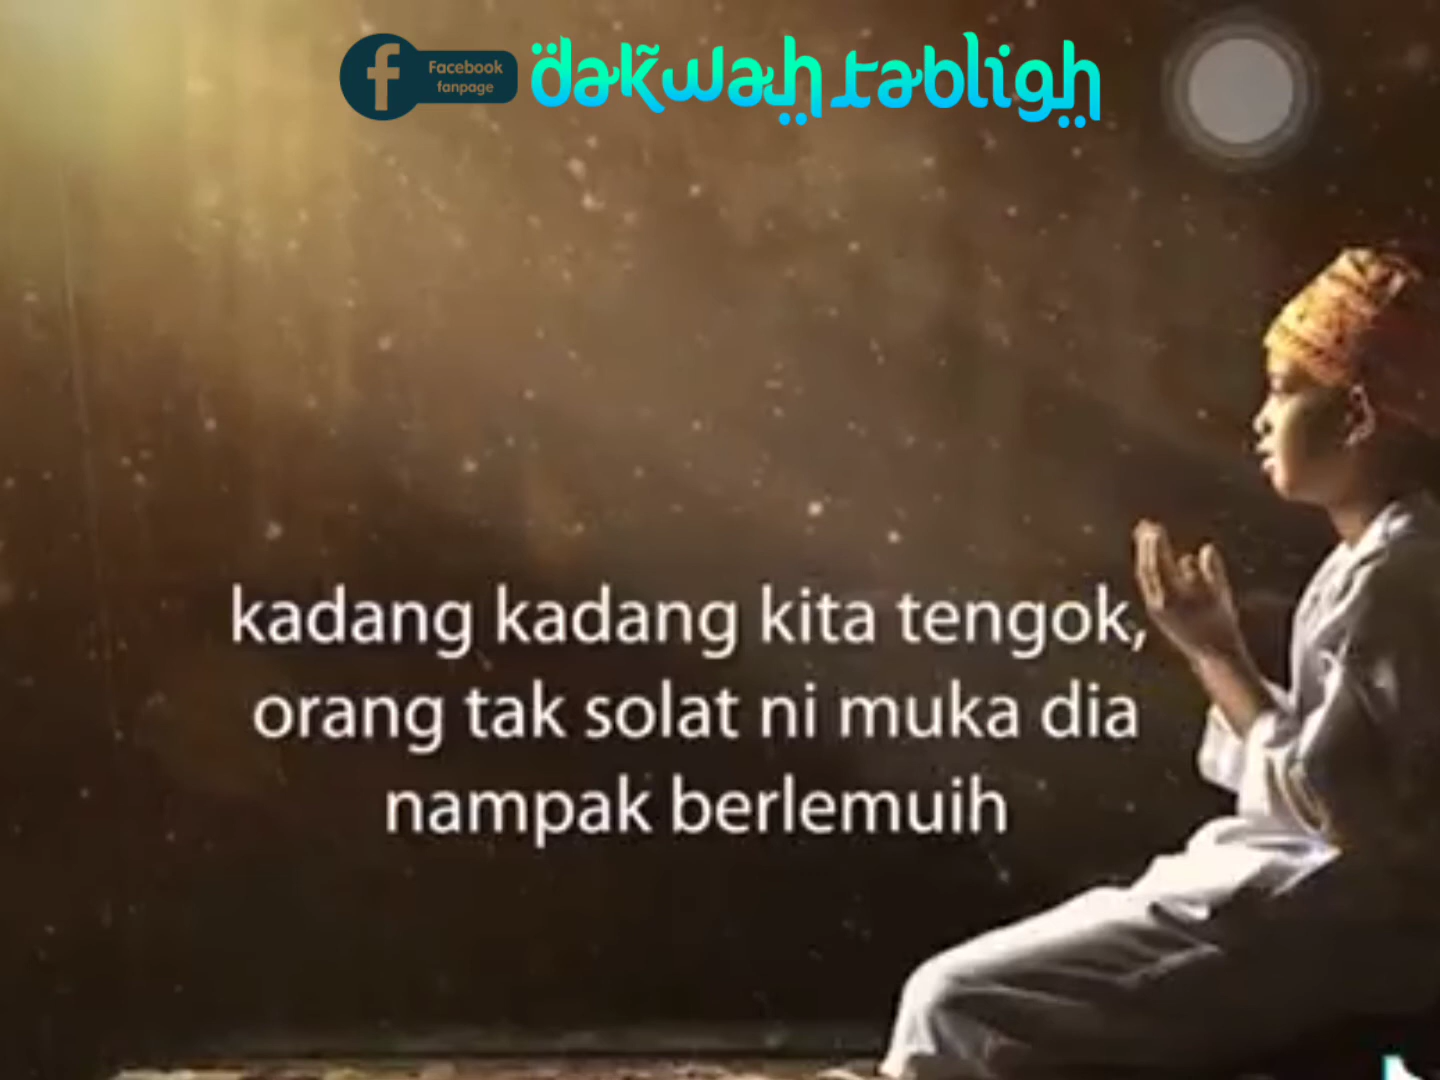 Facebook
fanpage
dakwah tabligh
kadang kadang kita tengok,
orang tak solat ni muka dia
nampak berlemuih